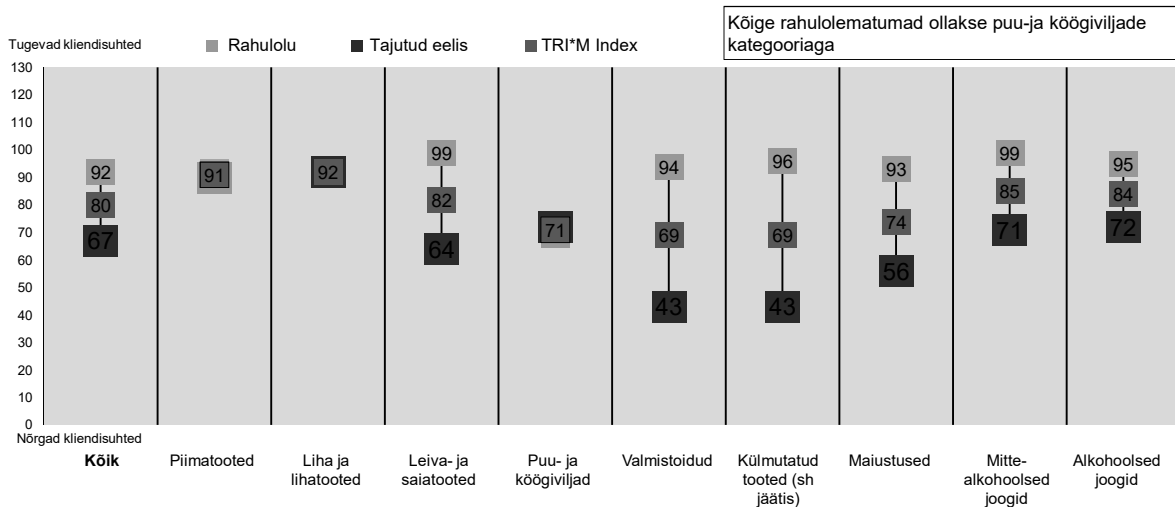 Kõige rahulolematumad ollakse puu-ja köögiviljade
kategooriaga
Tugevad kliendisuhted
Rahulolu
Tajutud eelis
TRI*M Index
130
120
110
100
90
80
70
60
50
40
30
20
10
0
92
80
67
91
92
99
82
64
71
94
69
43
96
69
43
93
74
56
99
85
71
95
84
72
Nõrgad kliendisuhted
Kõik
Piimatooted
Liha ja
lihatooted
Leiva- ja
saiatooted
Puu- ja
köögiviljad
Valmistoidud
Külmutatud
tooted (sh
jäätis)
Maiustused
Mitte-
alkohoolsed
joogid
Alkohoolsed
joogid